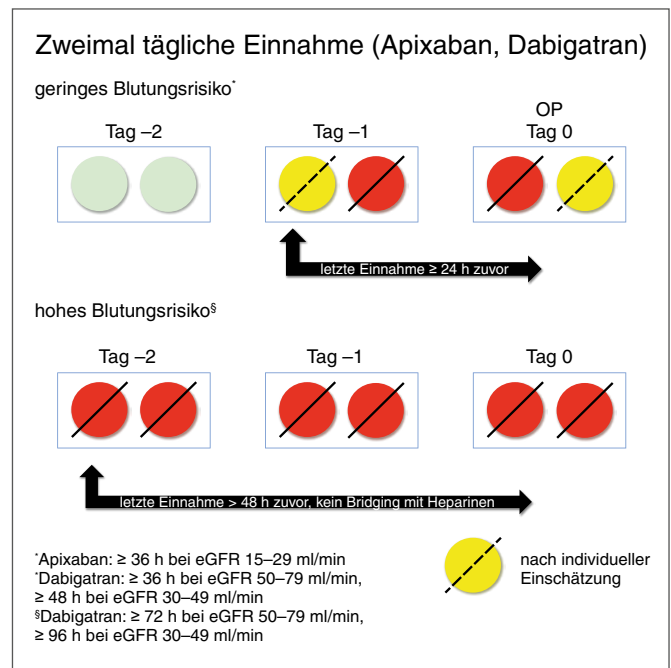 Zweimal tägliche Einnahme (Apixaban, Dabigatran)
geringes Blutungsrisiko*
OP
Tag –2 Tag –1 Tag 0
letzte Einnahme ≥ 24 h zuvor
hohes Blutungsrisiko§
Tag –2 Tag –1 Tag 0
letzte Einnahme > 48 h zuvor, kein Bridging mit Heparinen
*Apixaban: ≥ 36 h bei eGFR 15–29 ml/min
*Dabigatran: ≥ 36 h bei eGFR 50–79 ml/min,
≥ 48 h bei eGFR 30–49 ml/min
§Dabigatran: ≥ 72 h bei eGFR 50–79 ml/min,
≥ 96 h bei eGFR 30–49 ml/min
nach individueller
Einschätzung